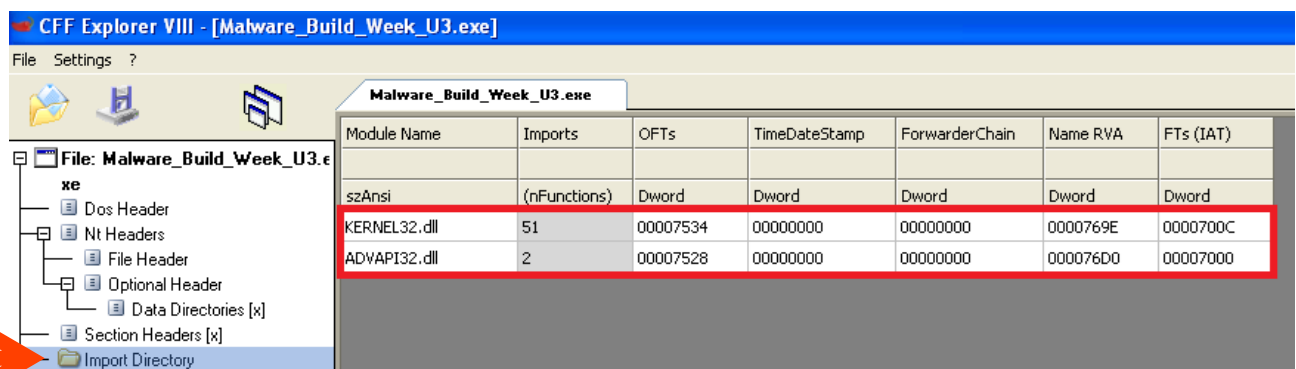 CFF Explorer VIII - [Malware_Build_Week_U3.exe]
File Settings ?
Malware_Build_Week_U3.exe
Module Name Imports OFTs TimeDateStamp ForwarderChain Name RVA FTs (IAT)
szAnsi (nFunctions) Dword Dword Dword Dword Dword
KERNEL32.dll 51 00007534 00000000 00000000 0000769E 0000700C
ADVAPI32.dll 2 00007528 00000000 00000000 000076D0 00007000
File: Malware_Build_Week_U3.e
xe
Dos Header
Nt Headers
File Header
Optional Header
Data Directories [x]
Section Headers [x]
Import Directory